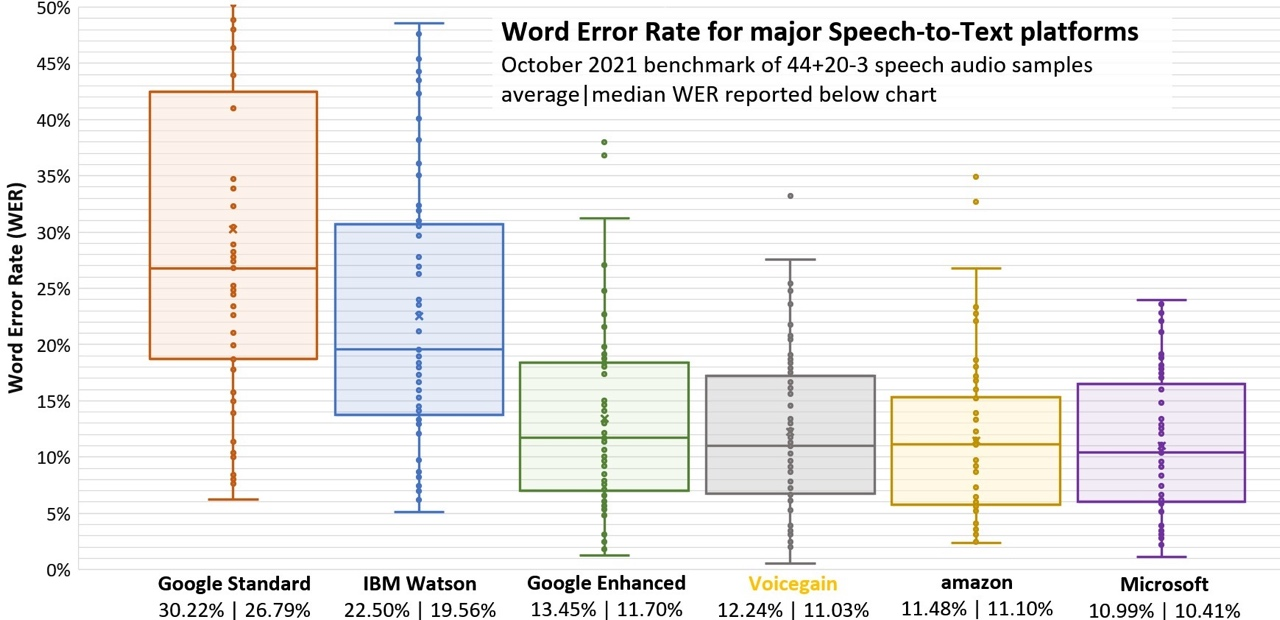 Word Error Rate for major Speech-to-Text platforms
October 2021 benchmark of 44+20-3 speech audio samples
average|median WER reported below chart
Word Error Rate (WER)
50%
45%
40%
35%
30%
25%
20%
15%
10%
5%
0%
Google Standard IBM Watson Google Enhanced Voicegain amazon Microsoft
30.22% | 26.79% 22.50% | 19.56% 13.45% | 11.70% 12.24% | 11.03% 11.48% | 11.10% 10.99% | 10.41%